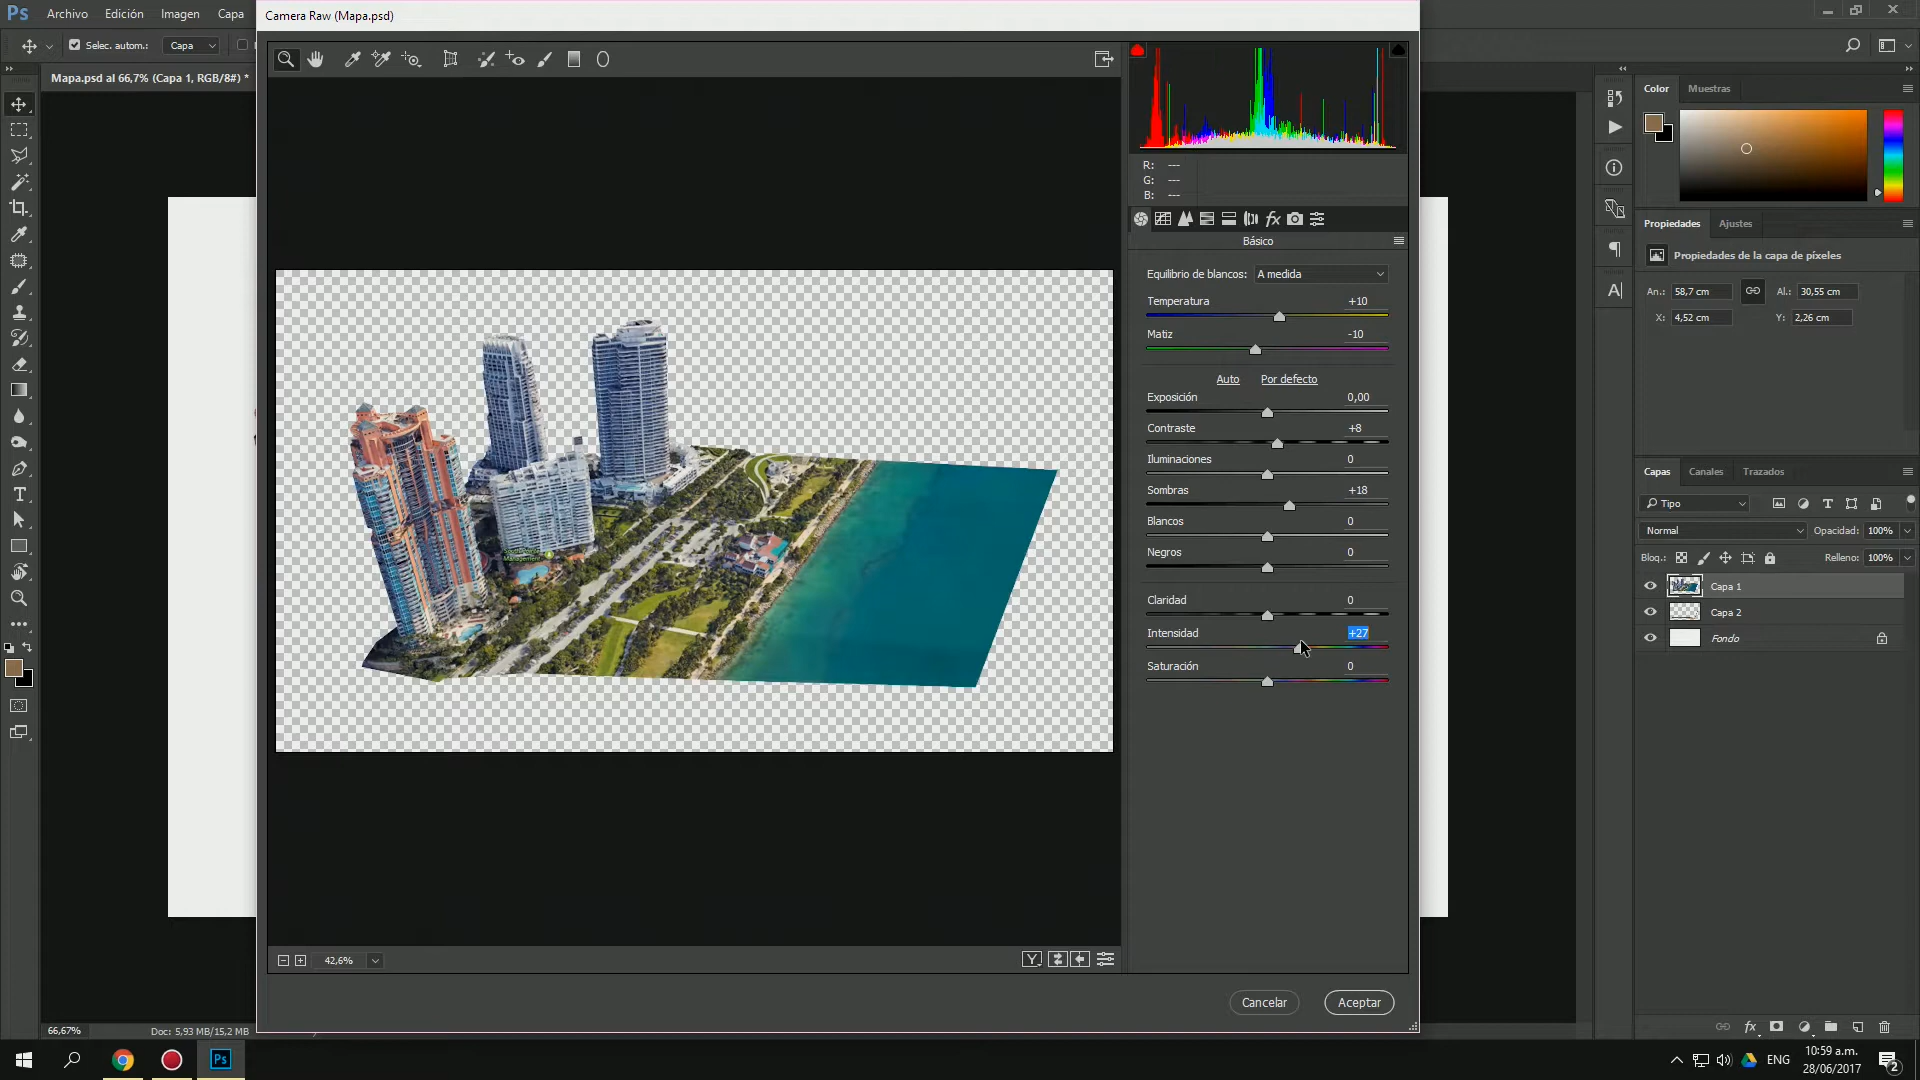 Ps Archivo Edición Imagen Capa
Camera Raw (Mapa.psd)
Selec. autom.: Capa
Mapa.psd al 66,7% (Capa 1, RGB/8#) *
R: ---
G: ---
B: ---
Básico
Equilibrio de blancos: A medida
Temperatura +10
Matiz -10
Auto Por defecto
Exposición 0,00
Contraste +8
Iluminaciones 0
Sombras +18
Blancos 0
Negros 0
Claridad 0
Intensidad +27
Saturación 0
42,6%
Y
Cancelar Aceptar
Color Muestras
Propiedades Ajustes
Propiedades de la capa de píxeles
An.: 58,7 cm Al.: 30,55 cm
X: 4,52 cm Y: 2,26 cm
Capas Canales Trazados
Tipo
Normal Opacidad: 100%
Bloq.: Relleno: 100%
Capa 1
Capa 2
Fondo
fx
66,67% Doc: 5,93 MB/15,2 MB
Ps
ENG
10:59 a.m.
28/06/2017
2